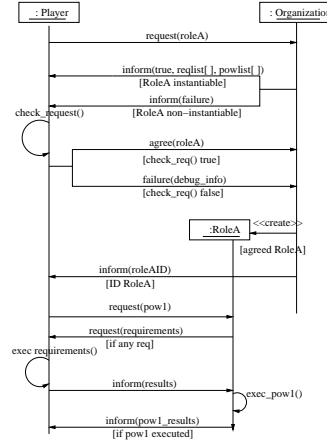 : Player
: Organization
request(roleA)
inform(true, reqlist[ ], powlist[ ])
[RoleA instantiable]
inform(failure)
[RoleA non−instantiable]
check_request()
agree(roleA)
[check_req() true]
failure(debug_info)
[check_req() false]
<<create>>
:RoleA
[agreed RoleA]
inform(roleAID)
[ID RoleA]
request(pow1)
request(requirements)
[if any req]
exec requirements()
inform(results)
exec_pow1()
inform(pow1_results)
[if pow1 executed]